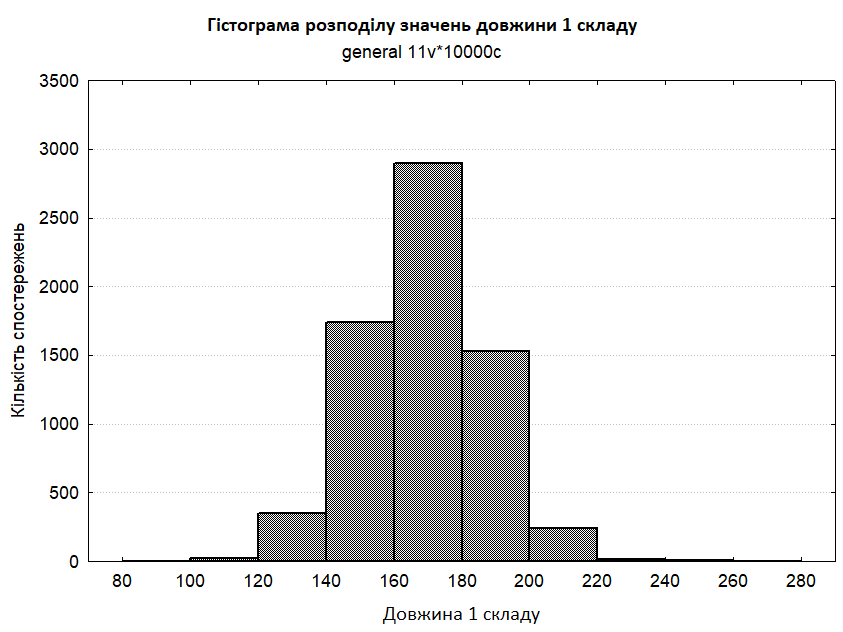 Гістограма розподілу значень довжини 1 складу
general 11v*10000c
3500
3000
2500
2000
1500
1000
500
0
Кількість спостережень
80 100 120 140 160 180 200 220 240 260 280
Довжина 1 складу